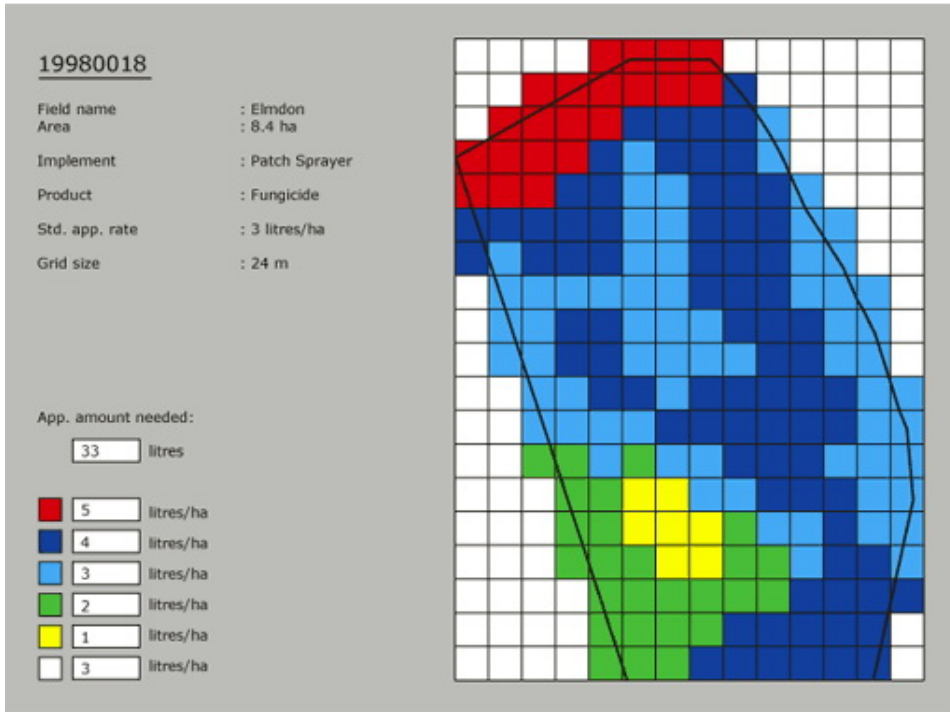 19980018
Field name : Elmdon
Area : 8.4 ha
Implement : Patch Sprayer
Product : Fungicide
Std. app. rate : 3 litres/ha
Grid size : 24 m
App. amount needed:
33 litres
5 litres/ha
4 litres/ha
3 litres/ha
2 litres/ha
1 litres/ha
3 litres/ha